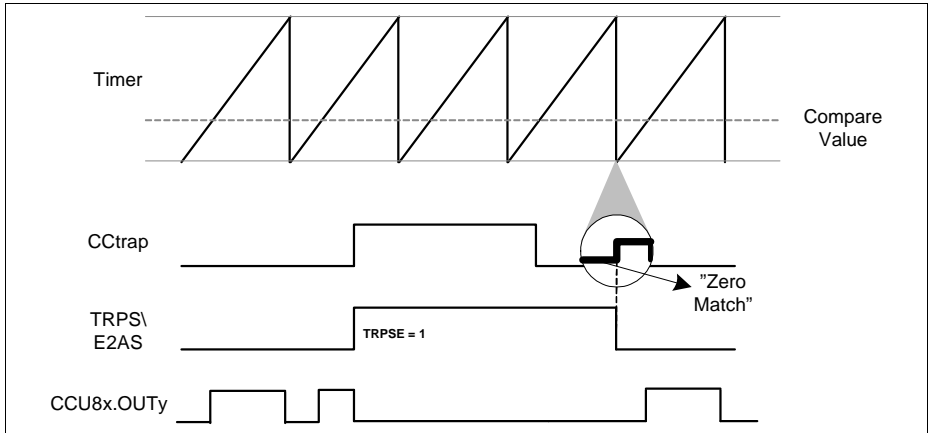 Timer
Compare
Value
CCtrap
"Zero
Match"
TRPS\
E2AS
TRPSE = 1
CCU8x.OUTy